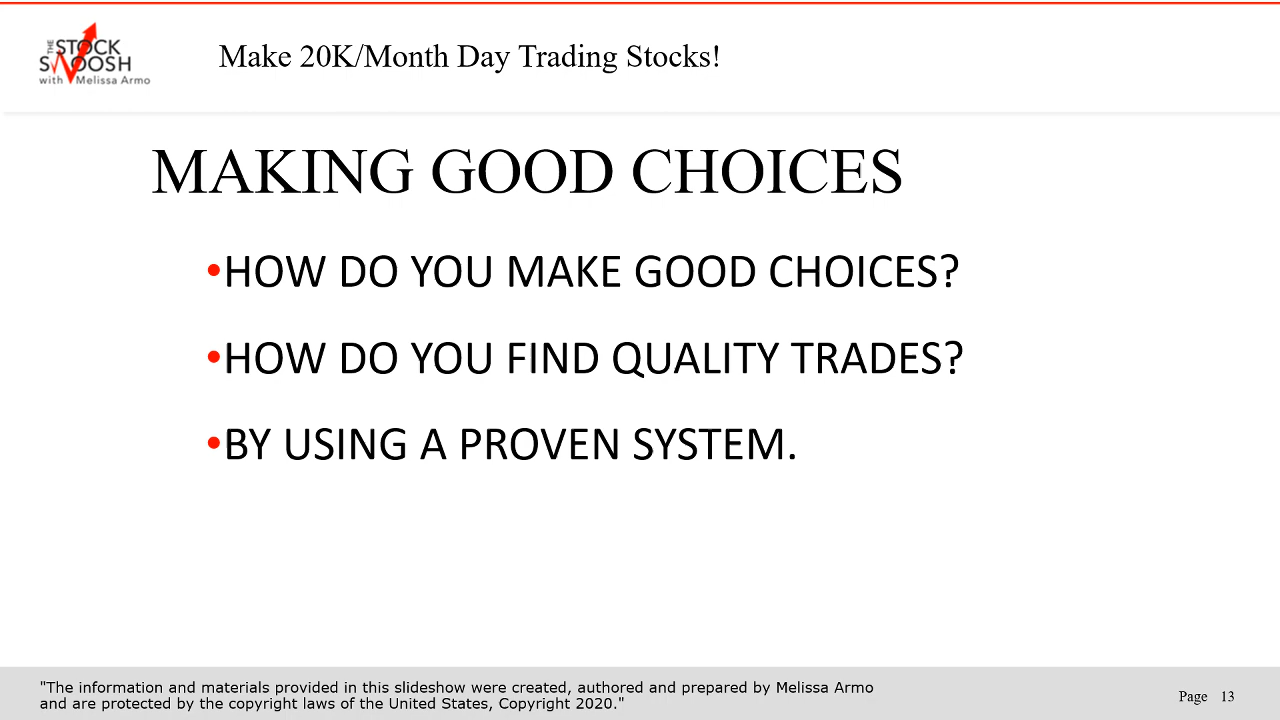 THE
STOCK
SWOOSH
with Melissa Armo
Make 20K/Month Day Trading Stocks!
MAKING GOOD CHOICES
•HOW DO YOU MAKE GOOD CHOICES?
•HOW DO YOU FIND QUALITY TRADES?
•BY USING A PROVEN SYSTEM.
"The information and materials provided in this slideshow were created, authored and prepared by Melissa Armo
and are protected by the copyright laws of the United States, Copyright 2020."
Page 13